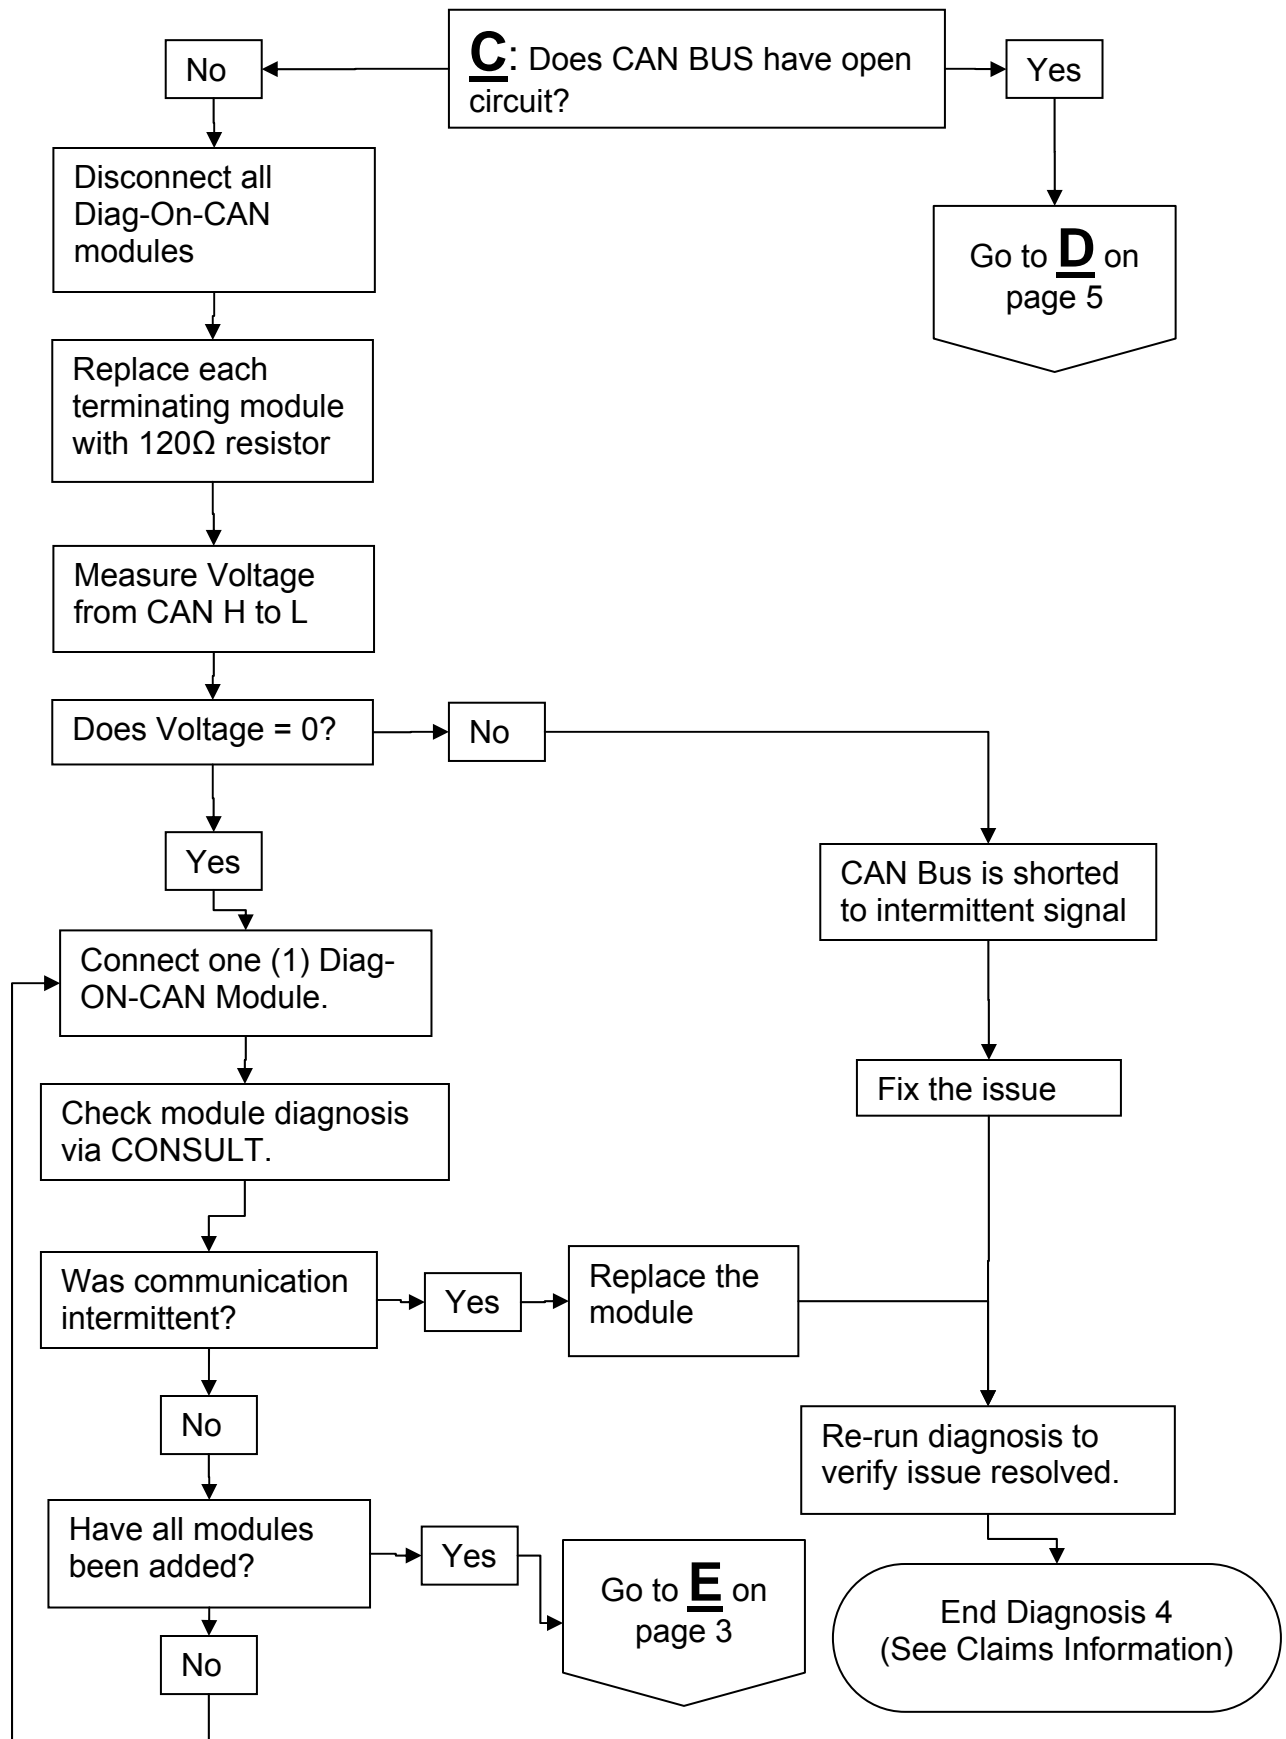 No
C: Does CAN BUS have open
circuit?
Yes
Disconnect all
Diag-On-CAN
modules
Go to D on
page 5
Replace each
terminating module
with 120Ω resistor
Measure Voltage
from CAN H to L
Does Voltage = 0?
No
Yes
CAN Bus is shorted
to intermittent signal
Connect one (1) Diag-
ON-CAN Module.
Fix the issue
Check module diagnosis
via CONSULT.
Was communication
intermittent?
Yes
Replace the
module
No
Re-run diagnosis to
verify issue resolved.
Have all modules
been added?
Yes
Go to E on
page 3
End Diagnosis 4
(See Claims Information)
No